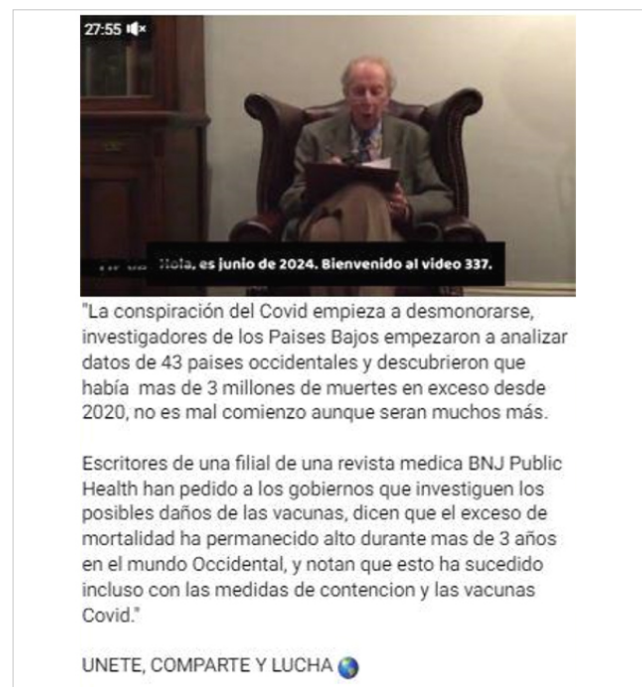 27:55
Hola, es junio de 2024. Bienvenido al video 337.
"La conspiración del Covid empieza a desmonorarse,
investigadores de los Paises Bajos empezaron a analizar
datos de 43 paises occidentales y descubrieron que
había mas de 3 millones de muertes en exceso desde
2020, no es mal comienzo aunque seran muchos más.
Escritores de una filial de una revista medica BNJ Public
Health han pedido a los gobiernos que investiguen los
posibles daños de las vacunas, dicen que el exceso de
mortalidad ha permanecido alto durante mas de 3 años
en el mundo Occidental, y notan que esto ha sucedido
incluso con las medidas de contencion y las vacunas
Covid."
UNETE, COMPARTE Y LUCHA 🌎